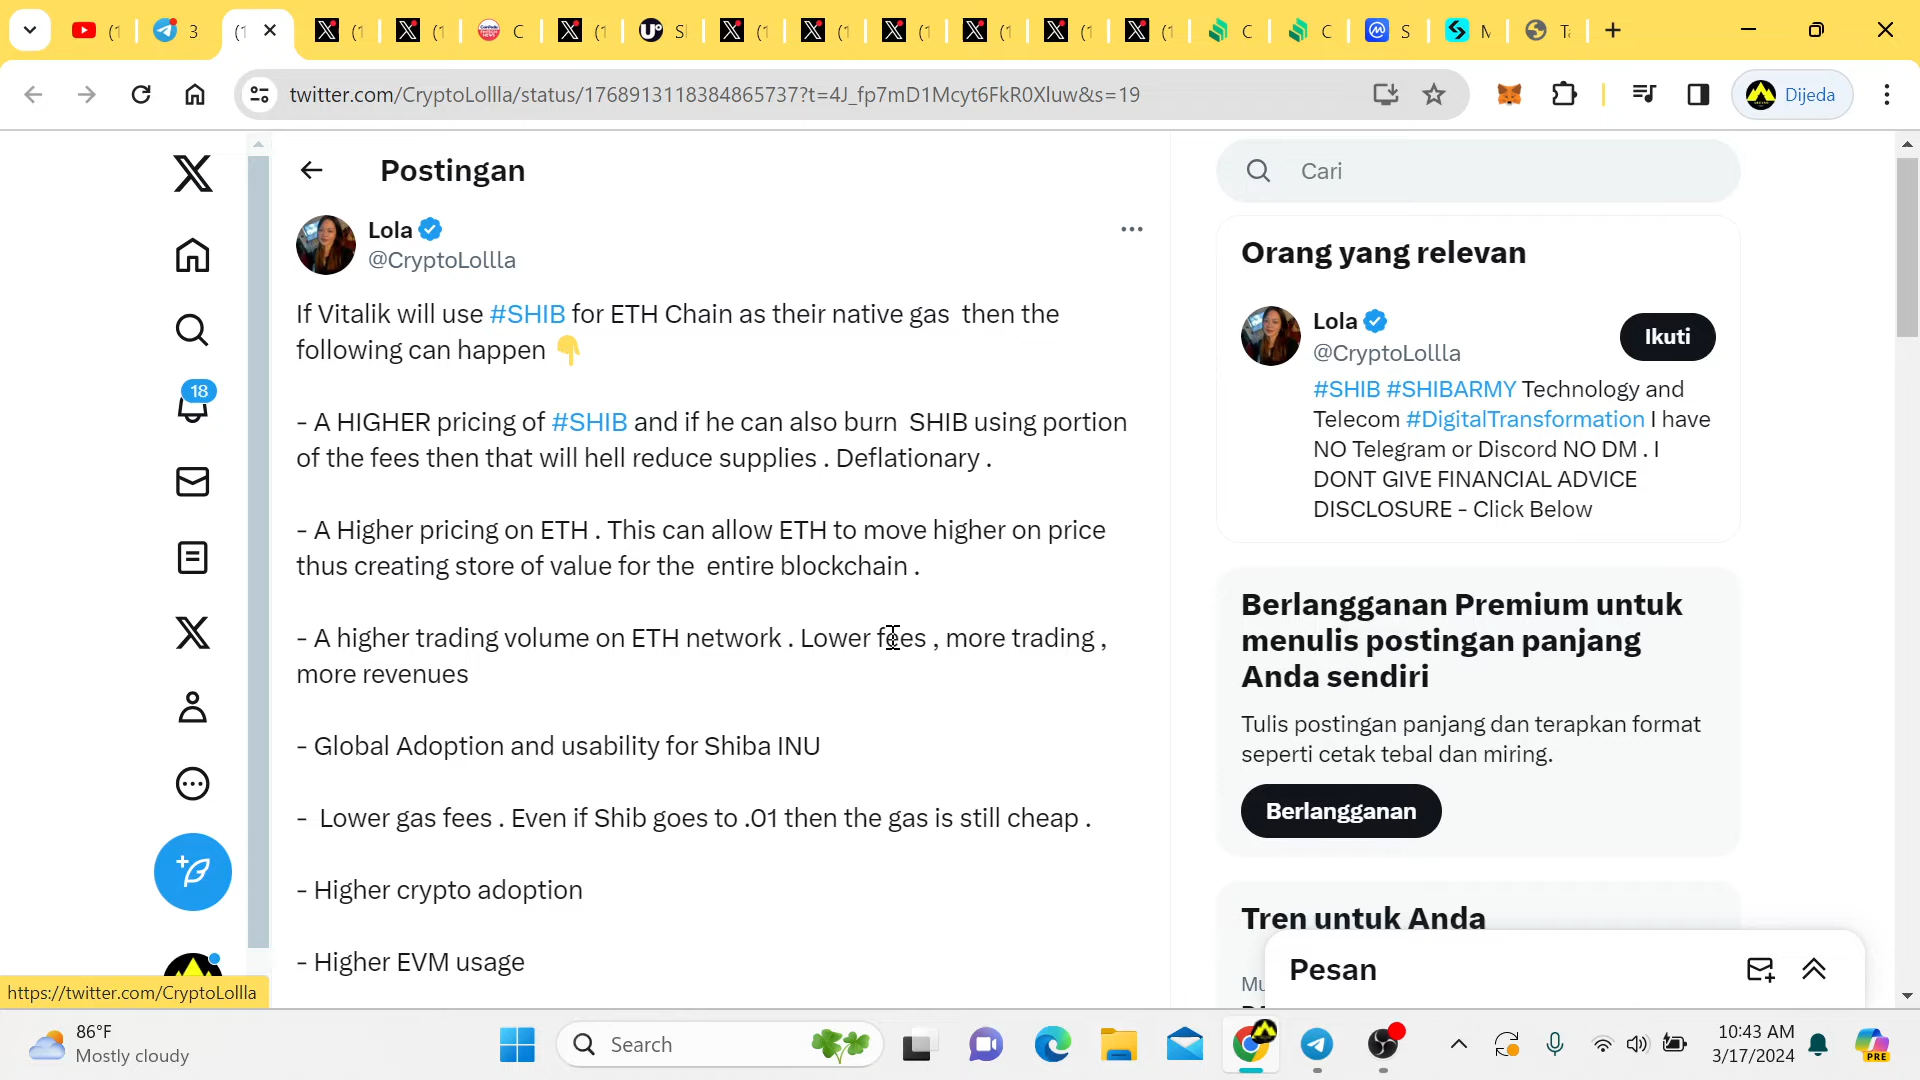 3
twitter.com/CryptoLollla/status/1768913118384865737?t=4J_fp7mD1Mcyt6FkR0Xluw&s=19
Dijeda
Postingan
Lola
@CryptoLollla
If Vitalik will use #SHIB for ETH Chain as their native gas then the
following can happen 👇
- A HIGHER pricing of #SHIB and if he can also burn SHIB using portion
of the fees then that will hell reduce supplies . Deflationary .
- A Higher pricing on ETH . This can allow ETH to move higher on price
thus creating store of value for the entire blockchain .
- A higher trading volume on ETH network . Lower fees , more trading ,
more revenues
- Global Adoption and usability for Shiba INU
- Lower gas fees . Even if Shib goes to .01 then the gas is still cheap .
- Higher crypto adoption
- Higher EVM usage
18
Cari
Orang yang relevan
Lola
@CryptoLollla
Ikuti
#SHIB #SHIBARMY Technology and
Telecom #DigitalTransformation I have
NO Telegram or Discord NO DM . I
DONT GIVE FINANCIAL ADVICE
DISCLOSURE - Click Below
Berlangganan Premium untuk
menulis postingan panjang
Anda sendiri
Tulis postingan panjang dan terapkan format
seperti cetak tebal dan miring.
Berlangganan
Tren untuk Anda
Pesan
https://twitter.com/CryptoLollla
86°F
Mostly cloudy
Search
10:43 AM
3/17/2024
PRE